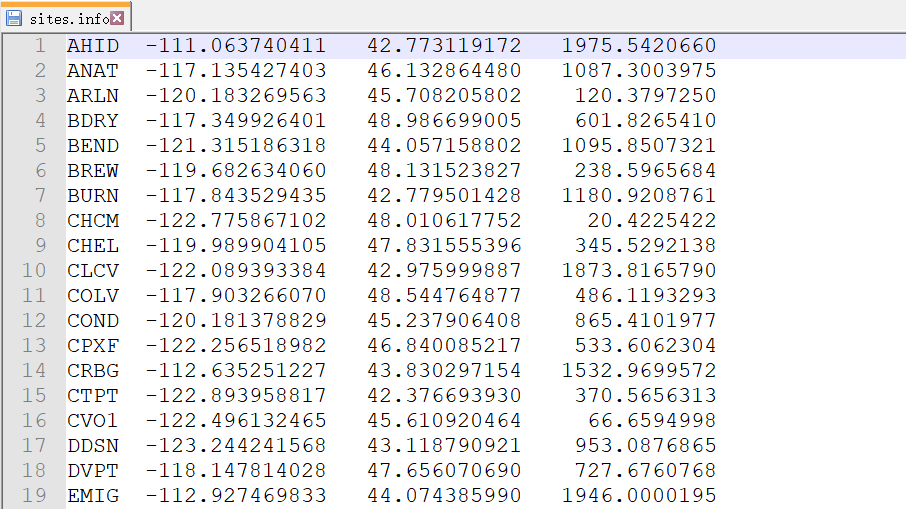 sites.info
1 AHID -111.063740411 42.773119172 1975.5420660
2 ANAT -117.135427403 46.132864480 1087.3003975
3 ARLN -120.183269563 45.708205802 120.3797250
4 BDRY -117.349926401 48.986699005 601.8265410
5 BEND -121.315186318 44.057158802 1095.8507321
6 BREW -119.682634060 48.131523827 238.5965684
7 BURN -117.843529435 42.779501428 1180.9208761
8 CHCM -122.775867102 48.010617752 20.4225422
9 CHEL -119.989904105 47.831555396 345.5292138
10 CLCV -122.089393384 42.975999887 1873.8165790
11 COLV -117.903266070 48.544764877 486.1193293
12 COND -120.181378829 45.237906408 865.4101977
13 CPXF -122.256518982 46.840085217 533.6062304
14 CRBG -112.635251227 43.830297154 1532.9699572
15 CTPT -122.893958817 42.376693930 370.5656313
16 CVO1 -122.496132465 45.610920464 66.6594998
17 DDSN -123.244241568 43.118790921 953.0876865
18 DVPT -118.147814028 47.656070690 727.6760768
19 EMIG -112.927469833 44.074385990 1946.0000195